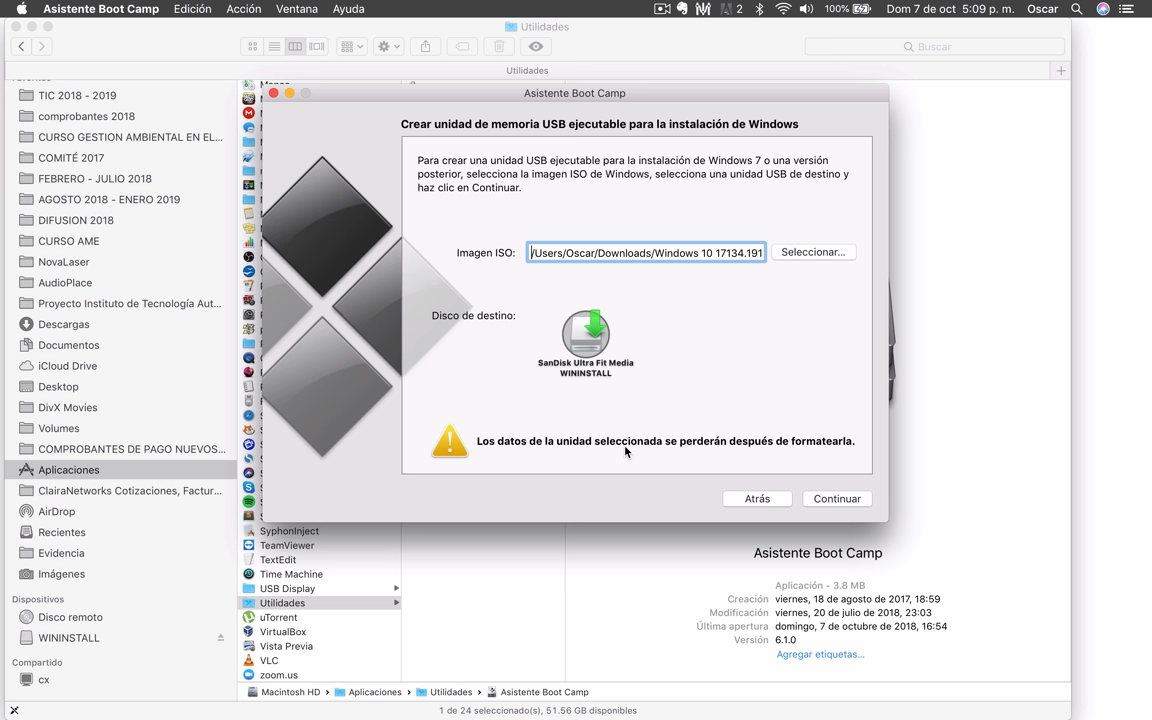 Asistente Boot Camp Edición Acción Ventana Ayuda 2 100% Dom 7 de oct 5:09 p. m. Oscar
Utilidades
Buscar
Utilidades
TIC 2018 - 2019
comprobantes 2018
CURSO GESTION AMBIENTAL EN EL...
COMITÉ 2017
FEBRERO - JULIO 2018
AGOSTO 2018 - ENERO 2019
DIFUSION 2018
CURSO AME
NovaLaser
AudioPlace
Proyecto Instituto de Tecnología Aut...
Descargas
Documentos
iCloud Drive
Desktop
DivX Movies
Volumes
COMPROBANTES DE PAGO NUEVOS...
Aplicaciones
ClairaNetworks Cotizaciones, Factur...
AirDrop
Recientes
Evidencia
Imágenes
Dispositivos
Disco remoto
WININSTALL
Compartido
cx
Asistente Boot Camp
Crear unidad de memoria USB ejecutable para la instalación de Windows
Para crear una unidad USB ejecutable para la instalación de Windows 7 o una versión
posterior, selecciona la imagen ISO de Windows, selecciona una unidad USB de destino y
haz clic en Continuar.
Imagen ISO: /Users/Oscar/Downloads/Windows 10 17134.191 Seleccionar...
Disco de destino:
SanDisk Ultra Fit Media
WININSTALL
Los datos de la unidad seleccionada se perderán después de formatearla.
Atrás Continuar
SyphonInject
TeamViewer
TextEdit
Time Machine
USB Display
Utilidades
uTorrent
VirtualBox
Vista Previa
VLC
zoom.us
Asistente Boot Camp
Aplicación - 3.8 MB
Creación viernes, 18 de agosto de 2017, 18:59
Modificación viernes, 20 de julio de 2018, 23:03
Última apertura domingo, 7 de octubre de 2018, 16:54
Versión 6.1.0
Agregar etiquetas...
Macintosh HD › Aplicaciones › Utilidades › Asistente Boot Camp
1 de 24 seleccionado(s), 51.56 GB disponibles